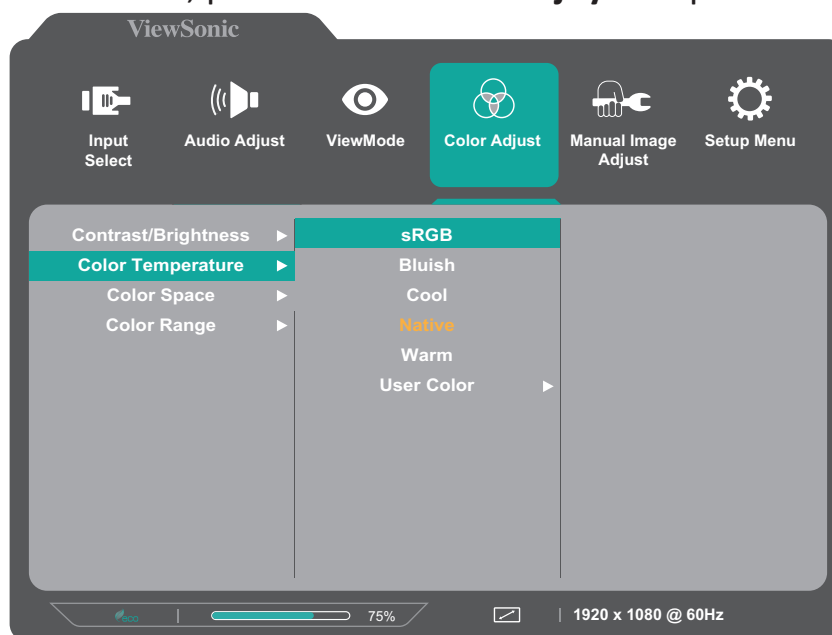 ViewSonic
Input Select
Audio Adjust
ViewMode
Color Adjust
Manual Image Adjust
Setup Menu
Contrast/Brightness
Color Temperature
Color Space
Color Range
sRGB
Bluish
Cool
Native
Warm
User Color
eco
75%
1920 x 1080 @ 60Hz